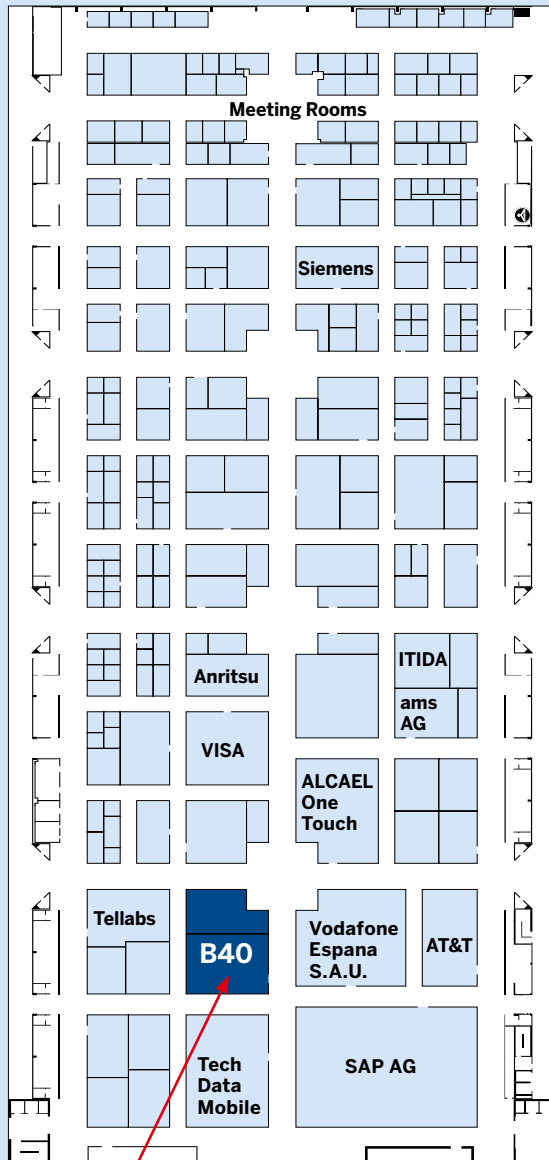 Meeting Rooms
Siemens
Anritsu
ITIDA
ams
AG
VISA
ALCAEL
One
Touch
Tellabs
B40
Vodafone
Espana
S.A.U.
AT&T
Tech
Data
Mobile
SAP AG